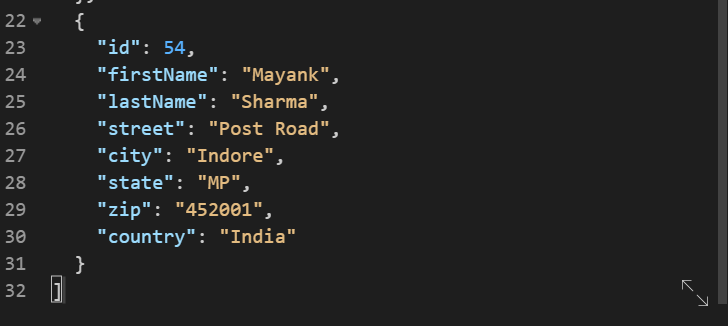 22 {
23 "id": 54,
24 "firstName": "Mayank",
25 "lastName": "Sharma",
26 "street": "Post Road",
27 "city": "Indore",
28 "state": "MP",
29 "zip": "452001",
30 "country": "India"
31 }
32 ]